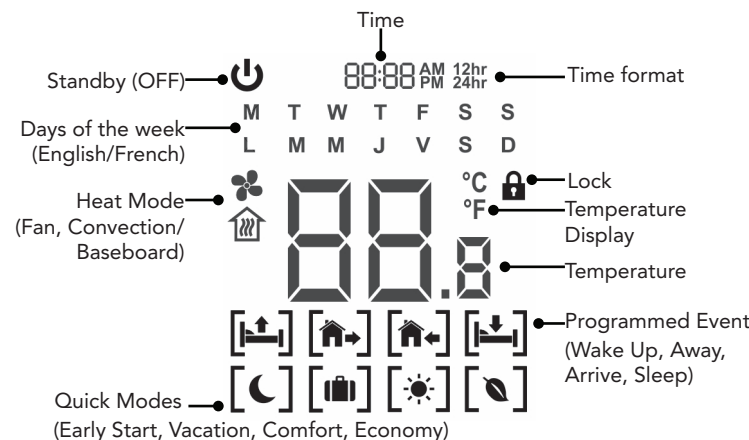 Time
Standby (OFF)
88:88 AM PM 12hr 24hr
Time format
M T W T F S S
Days of the week
(English/French)
L M M J V S D
Heat Mode
(Fan, Convection/
Baseboard)
°C
Lock
°F
Temperature
Display
88.8
Temperature
Programmed Event
(Wake Up, Away,
Arrive, Sleep)
Quick Modes
(Early Start, Vacation, Comfort, Economy)